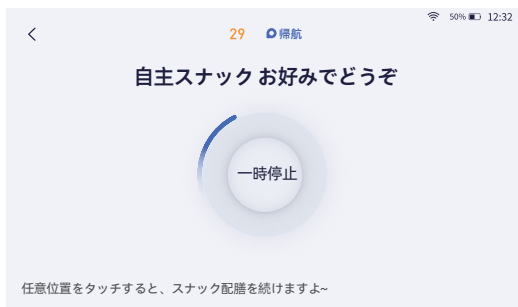 50% 12:32
29 帰航
自主スナック お好みでどうぞ
一時停止
任意位置をタッチすると、スナック配膳を続けますよ~